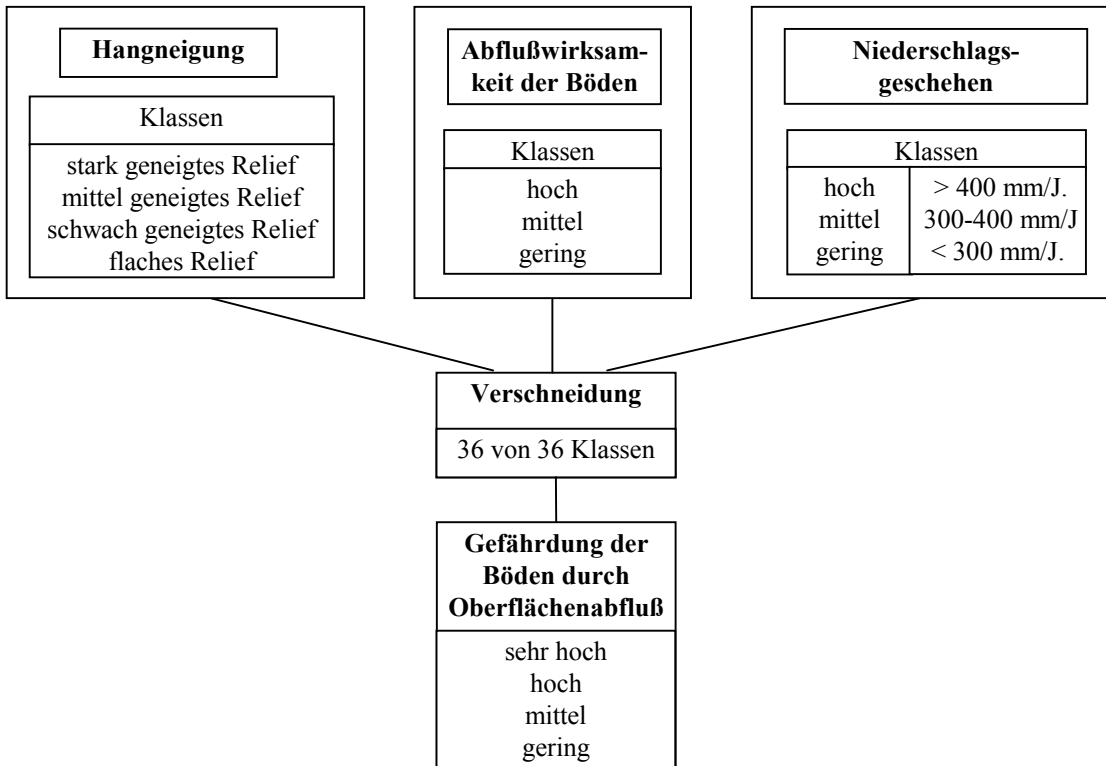 Hangneigung
Klassen
stark geneigtes Relief
mittel geneigtes Relief
schwach geneigtes Relief
flaches Relief
Abflußwirksam-
keit der Böden
Klassen
hoch
mittel
gering
Niederschlags-
geschehen
Klassen
hoch > 400 mm/J.
mittel 300-400 mm/J
gering < 300 mm/J.
Verschneidung
36 von 36 Klassen
Gefährdung der
Böden durch
Oberflächenabfluß
sehr hoch
hoch
mittel
gering